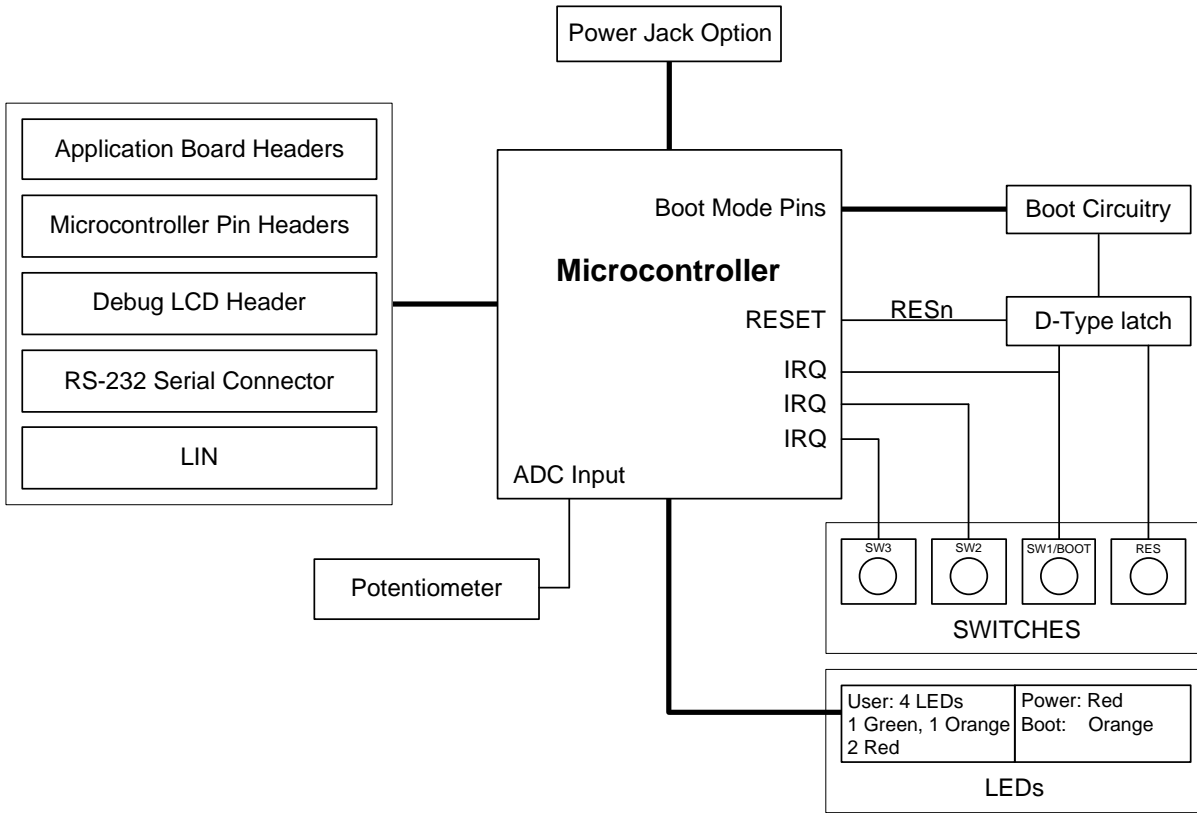 Power Jack Option
Application Board Headers
Microcontroller Pin Headers
Debug LCD Header
RS-232 Serial Connector
LIN
Boot Mode Pins
Microcontroller
RESET
IRQ
IRQ
IRQ
ADC Input
RESn
Boot Circuitry
D-Type latch
Potentiometer
SW3
SW2
SW1/BOOT
RES
SWITCHES
User: 4 LEDs
1 Green, 1 Orange
2 Red
Power: Red
Boot: Orange
LEDs